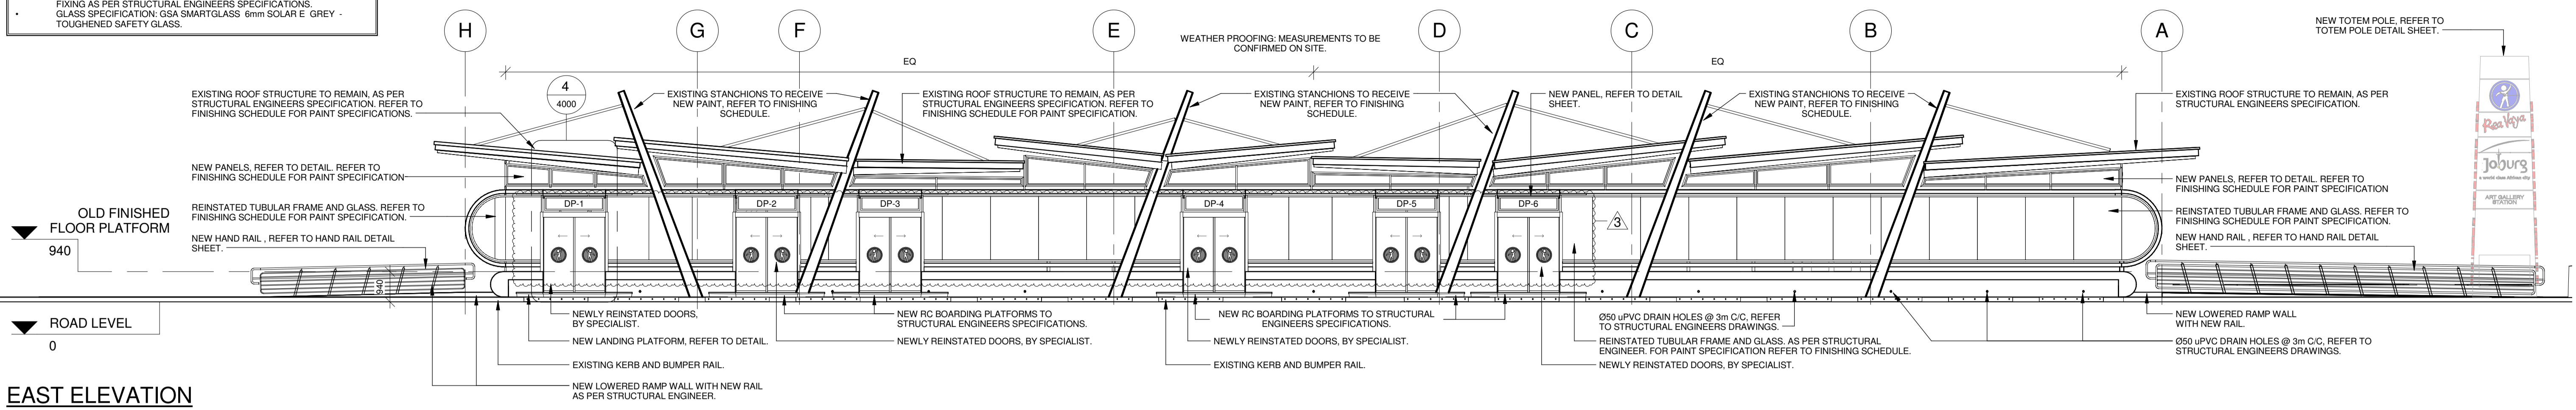 FIXING AS PER STRUCTURAL ENGINEERS SPECIFICATIONS.
• GLASS SPECIFICATION: GSA SMARTGLASS 6mm SOLAR E GREY -
TOUGHENED SAFETY GLASS.
H
G
F
E
D
C
B
A
WEATHER PROOFING: MEASUREMENTS TO BE
CONFIRMED ON SITE.
NEW TOTEM POLE, REFER TO
TOTEM POLE DETAIL SHEET.
EQ
EQ
4
4000
EXISTING ROOF STRUCTURE TO REMAIN, AS PER
STRUCTURAL ENGINEERS SPECIFICATION. REFER TO
FINISHING SCHEDULE FOR PAINT SPECIFICATIONS.
EXISTING STANCHIONS TO RECEIVE
NEW PAINT, REFER TO FINISHING
SCHEDULE.
EXISTING ROOF STRUCTURE TO REMAIN, AS PER
STRUCTURAL ENGINEERS SPECIFICATION. REFER TO
FINISHING SCHEDULE FOR PAINT SPECIFICATION.
EXISTING STANCHIONS TO RECEIVE
NEW PAINT, REFER TO FINISHING
SCHEDULE.
NEW PANEL, REFER TO DETAIL
SHEET.
EXISTING STANCHIONS TO RECEIVE
NEW PAINT, REFER TO FINISHING
SCHEDULE.
EXISTING ROOF STRUCTURE TO REMAIN, AS PER
STRUCTURAL ENGINEERS SPECIFICATION.
Rea Vaya
Joburg
a world class African city
ART GALLERY
STATION
NEW PANELS, REFER TO DETAIL. REFER TO
FINISHING SCHEDULE FOR PAINT SPECIFICATION
NEW PANELS, REFER TO DETAIL. REFER TO
FINISHING SCHEDULE FOR PAINT SPECIFICATION
REINSTATED TUBULAR FRAME AND GLASS. REFER TO
FINISHING SCHEDULE FOR PAINT SPECIFICATION.
DP-1
DP-2
DP-3
DP-4
DP-5
DP-6
3
REINSTATED TUBULAR FRAME AND GLASS. REFER TO
FINISHING SCHEDULE FOR PAINT SPECIFICATION.
OLD FINISHED
FLOOR PLATFORM
940
NEW HAND RAIL , REFER TO HAND RAIL DETAIL
SHEET.
NEW HAND RAIL , REFER TO HAND RAIL DETAIL
SHEET.
940
ROAD LEVEL
0
NEWLY REINSTATED DOORS,
BY SPECIALIST.
NEW LANDING PLATFORM, REFER TO DETAIL.
EXISTING KERB AND BUMPER RAIL.
NEW LOWERED RAMP WALL WITH NEW RAIL
AS PER STRUCTURAL ENGINEER.
NEW RC BOARDING PLATFORMS TO
STRUCTURAL ENGINEERS SPECIFICATIONS.
NEWLY REINSTATED DOORS, BY SPECIALIST.
NEW RC BOARDING PLATFORMS TO STRUCTURAL
ENGINEERS SPECIFICATIONS.
NEWLY REINSTATED DOORS, BY SPECIALIST.
EXISTING KERB AND BUMPER RAIL.
Ø50 uPVC DRAIN HOLES @ 3m C/C, REFER
TO STRUCTURAL ENGINEERS DRAWINGS.
REINSTATED TUBULAR FRAME AND GLASS. AS PER STRUCTURAL
ENGINEER. FOR PAINT SPECIFICATION REFER TO FINISHING SCHEDULE.
NEWLY REINSTATED DOORS, BY SPECIALIST.
NEW LOWERED RAMP WALL
WITH NEW RAIL.
Ø50 uPVC DRAIN HOLES @ 3m C/C, REFER TO
STRUCTURAL ENGINEERS DRAWINGS.
EAST ELEVATION